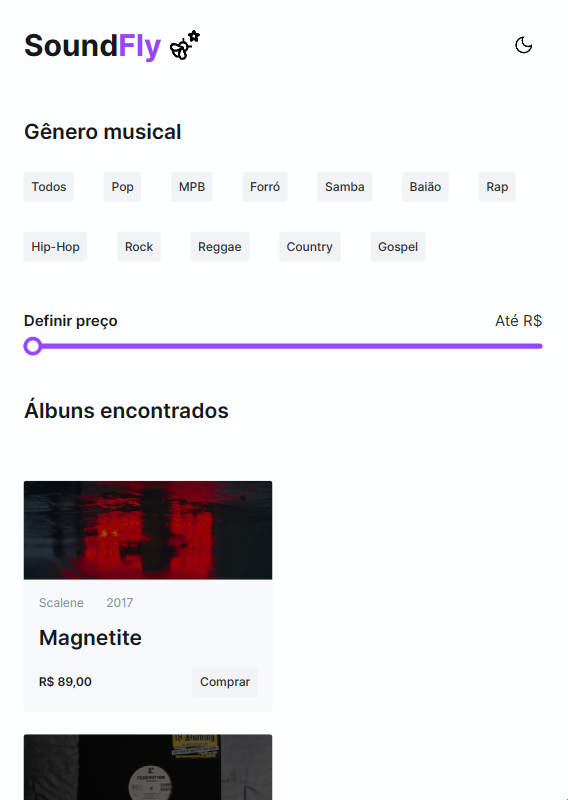 SoundFly
Gênero musical
Todos Pop MPB Forró Samba Baião Rap
Hip-Hop Rock Reggae Country Gospel
Definir preço Até R$
Álbuns encontrados
Scalene 2017
Magnetite
R$ 89,00 Comprar